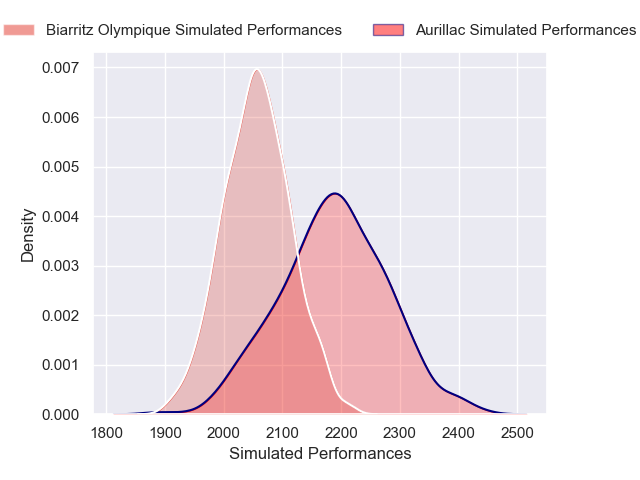 Biarritz Olympique Simulated Performances
Aurillac Simulated Performances
0.007
0.006
0.005
0.004
0.003
0.002
0.001
0.000
Density
1800 1900 2000 2100 2200 2300 2400 2500
Simulated Performances